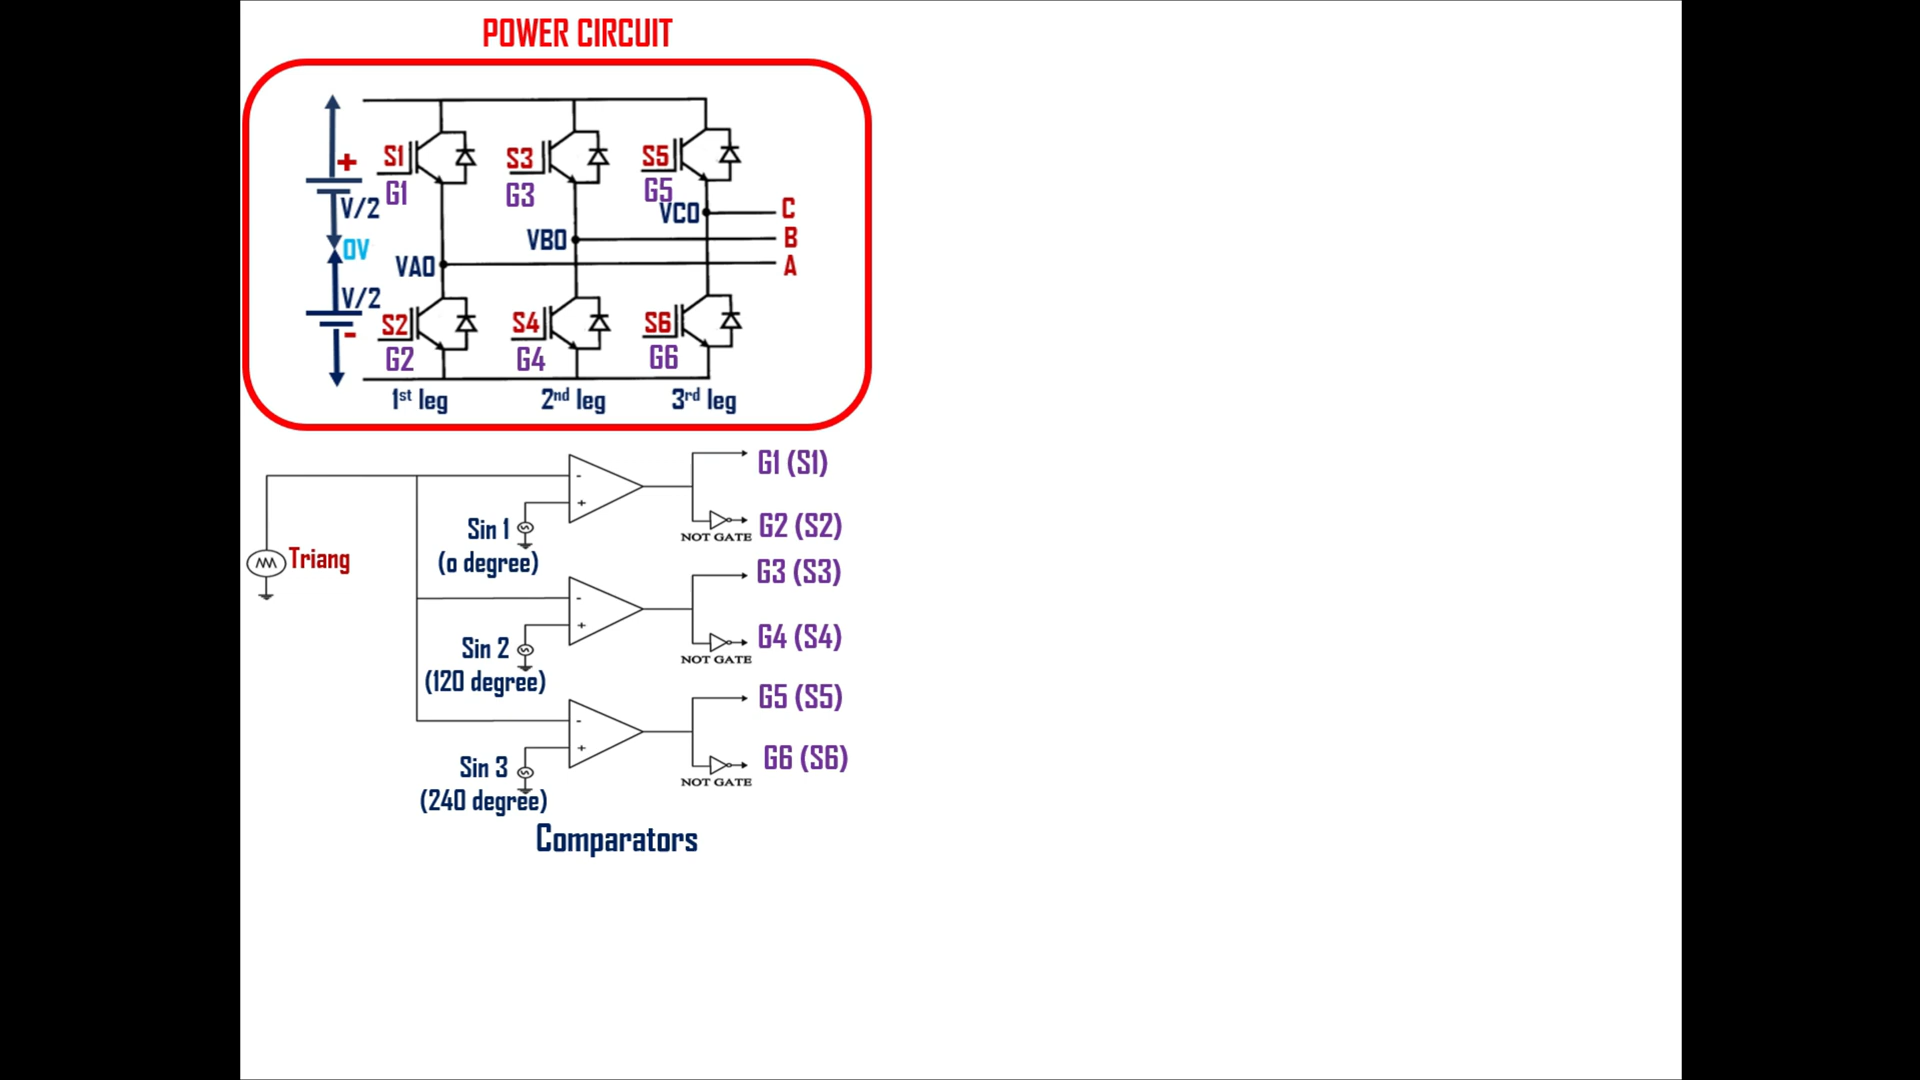 POWER CIRCUIT
+
S1
G1
S3
G3
S5
G5
V/2
VCO
C
0V
VBO
B
VAO
A
V/2
-
S2
G2
S4
G4
S6
G6
1st leg
2nd leg
3rd leg
-
+
G1 (S1)
Sin 1
(o degree)
NOT GATE
G2 (S2)
Triang
-
+
G3 (S3)
Sin 2
(120 degree)
NOT GATE
G4 (S4)
-
+
G5 (S5)
Sin 3
(240 degree)
NOT GATE
G6 (S6)
Comparators